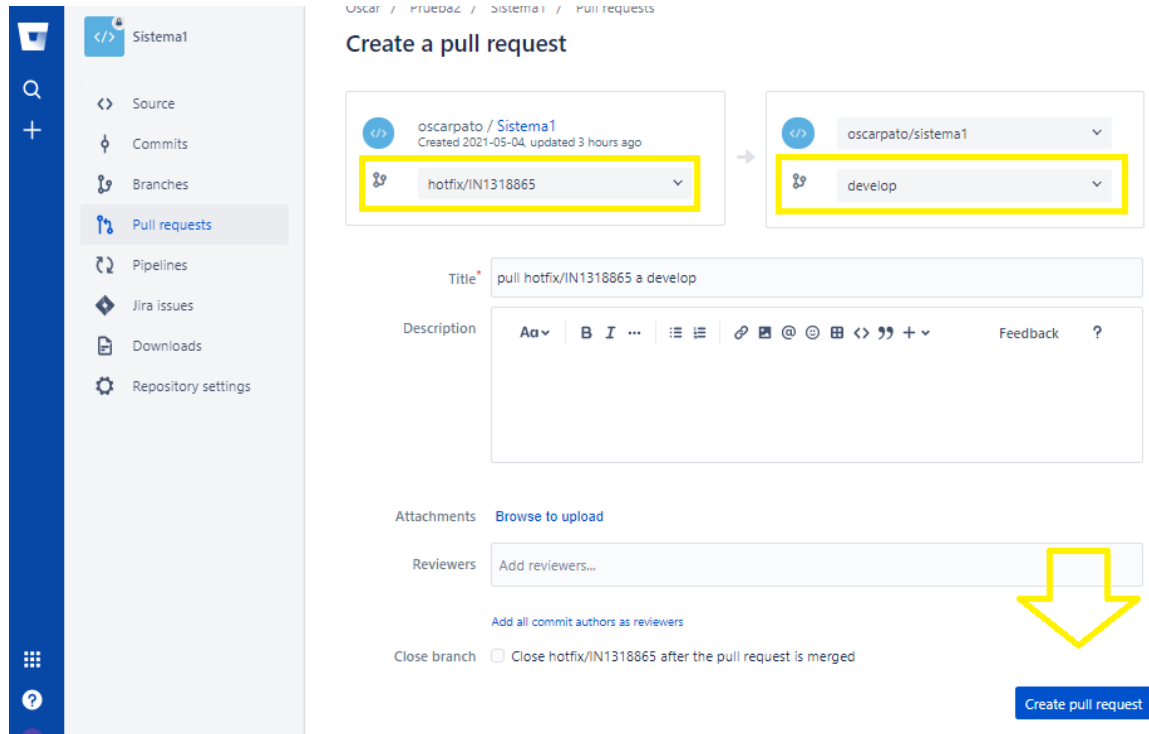 Oscar / Prueba2 / Sistema1 / Pull requests
Sistema1
Create a pull request
Source
Commits
Branches
Pull requests
Pipelines
Jira issues
Downloads
Repository settings
oscarpato / Sistema1
Created 2021-05-04, updated 3 hours ago
hotfix/IN1318865
oscarpato/sistema1
develop
Title*
pull hotfix/IN1318865 a develop
Description
Aa B I ... Feedback ?
Attachments Browse to upload
Reviewers Add reviewers...
Add all commit authors as reviewers
Close branch Close hotfix/IN1318865 after the pull request is merged
Create pull request